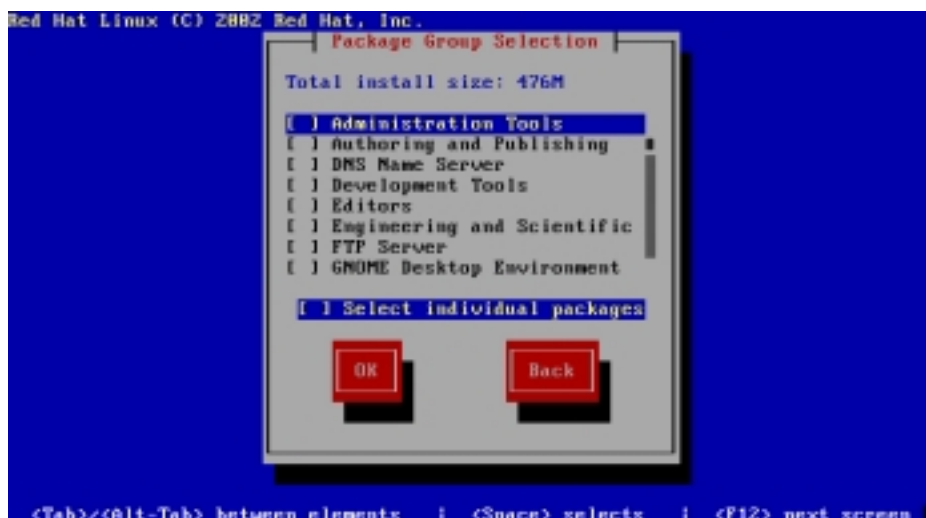 Red Hat Linux (C) 2002 Red Hat, Inc.
Package Group Selection
Total install size: 476M
[ ] Administration Tools
[ ] Authoring and Publishing
[ ] DNS Name Server
[ ] Development Tools
[ ] Editors
[ ] Engineering and Scientific
[ ] FTP Server
[ ] GNOME Desktop Environment
[ ] Select individual packages
OK Back
<Tab>/<Alt-Tab> between elements | <Space> selects | <F12> next screen